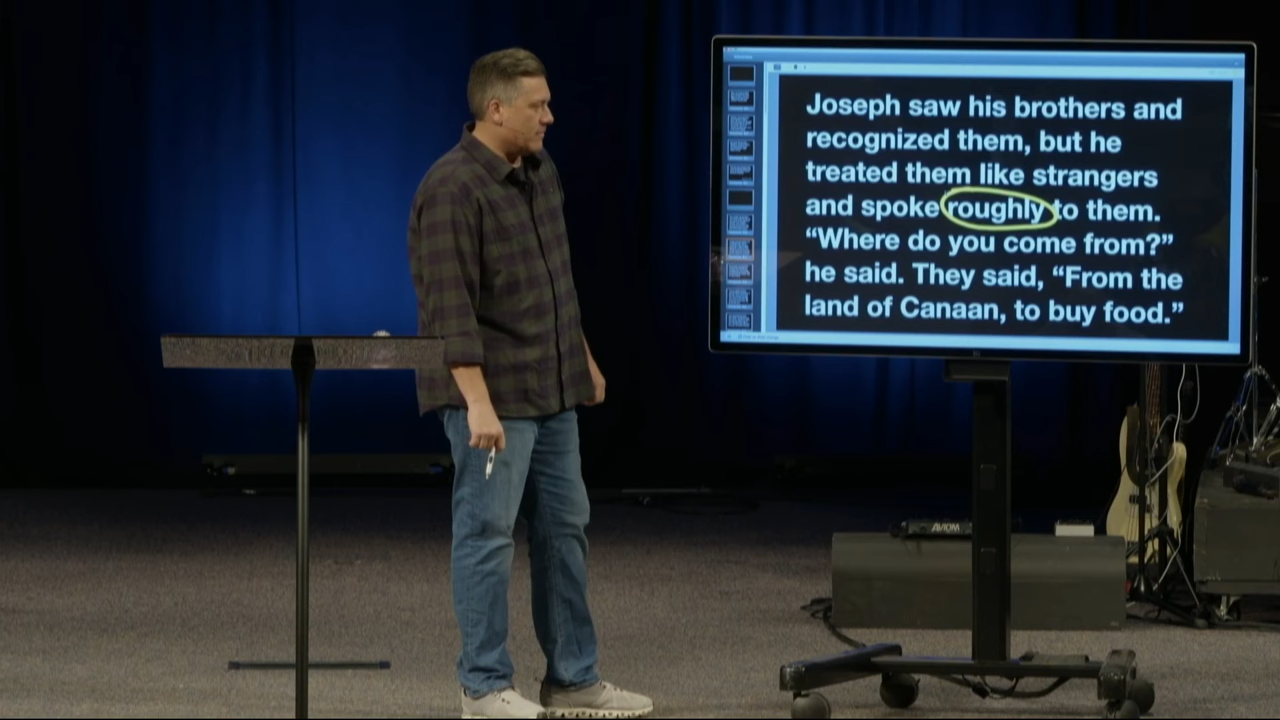 Joseph saw his brothers and
recognized them, but he
treated them like strangers
and spoke roughly to them.
“Where do you come from?”
he said. They said, “From the
land of Canaan, to buy food.”
AVIOM